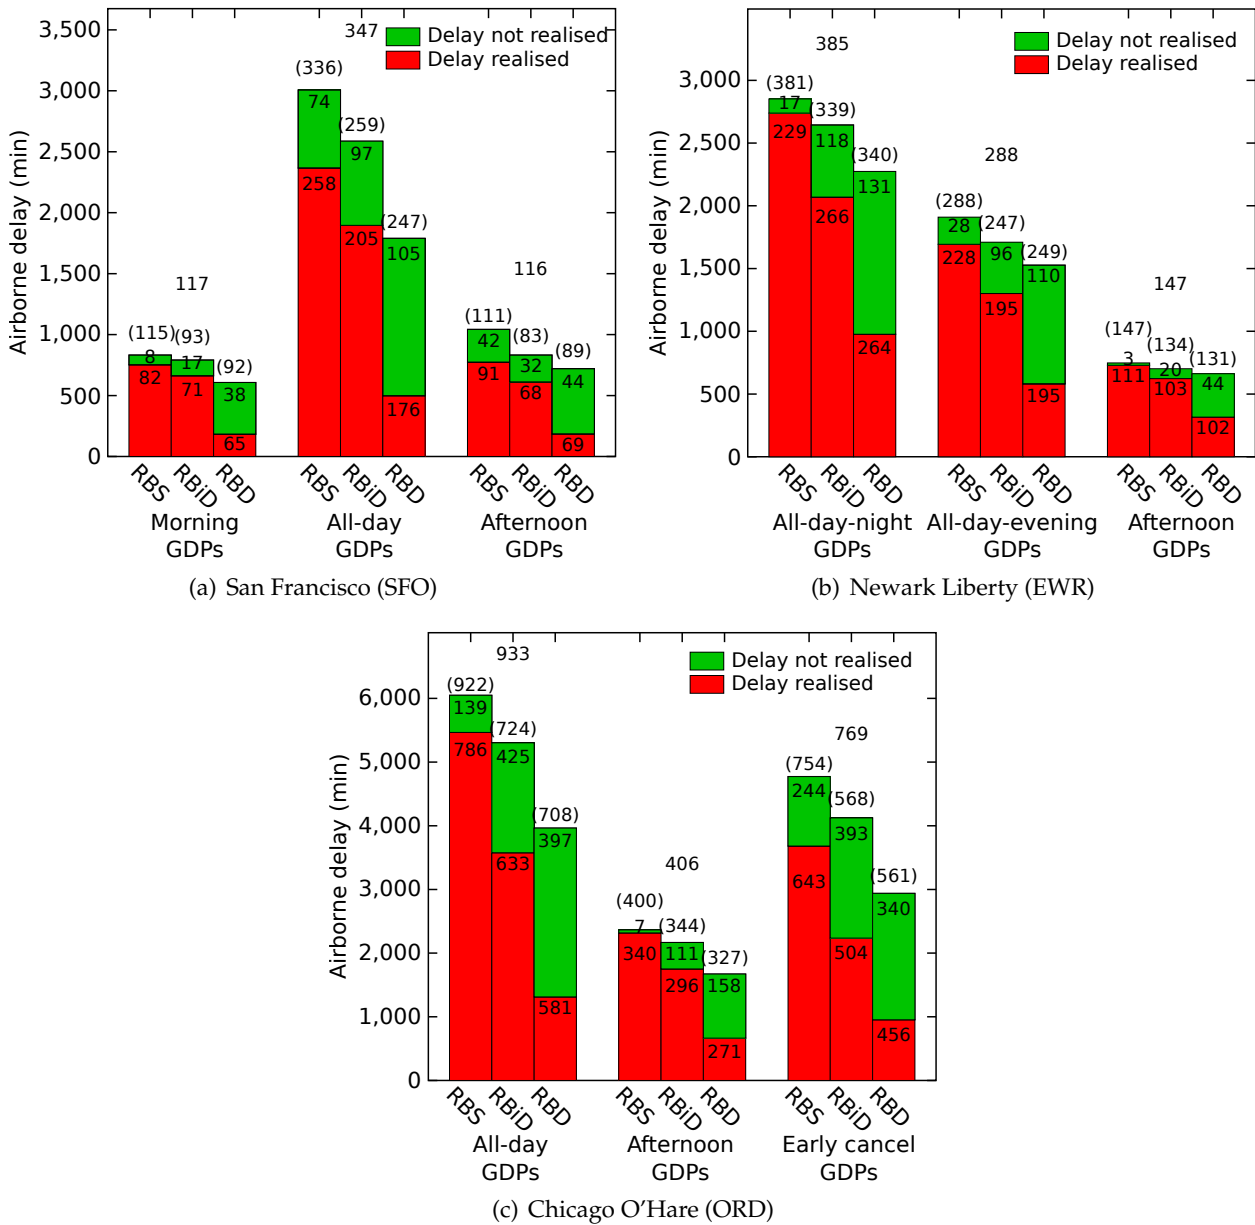 3,500
3,000
2,500
2,000
1,500
1,000
500
0
Airborne delay (min)
Delay not realised
Delay realised
347
(336)
74
(259)
97
258
(247)
205
105
176
117
(115)
(93)
8
17
(92)
82
71
38
65
116
(111)
(83)
42
(89)
32
91
44
68
69
RBS
RBiD
RBD
RBS
RBiD
RBD
RBS
RBiD
RBD
Morning
GDPs
All-day
GDPs
Afternoon
GDPs
(a) San Francisco (SFO)
3,000
2,500
2,000
1,500
1,000
500
0
Airborne delay (min)
Delay not realised
Delay realised
385
(381)
17
(339)
229
118
(340)
131
266
264
288
(288)
(247)
28
(249)
228
96
110
195
195
147
(147)
(134)
(131)
3
20
111
103
44
102
RBS
RBiD
RBD
RBS
RBiD
RBD
RBS
RBiD
RBD
All-day-night
GDPs
All-day-evening
GDPs
Afternoon
GDPs
(b) Newark Liberty (EWR)
6,000
5,000
4,000
3,000
2,000
1,000
0
Airborne delay (min)
Delay not realised
Delay realised
933
(922)
139
(724)
786
425
(708)
397
633
581
406
(400)
7
(344)
340
111
(327)
296
158
271
769
(754)
244
(568)
393
643
(561)
340
504
456
RBS
RBiD
RBD
RBS
RBiD
RBD
RBS
RBiD
RBD
All-day
GDPs
Afternoon
GDPs
Early cancel
GDPs
(c) Chicago O'Hare (ORD)